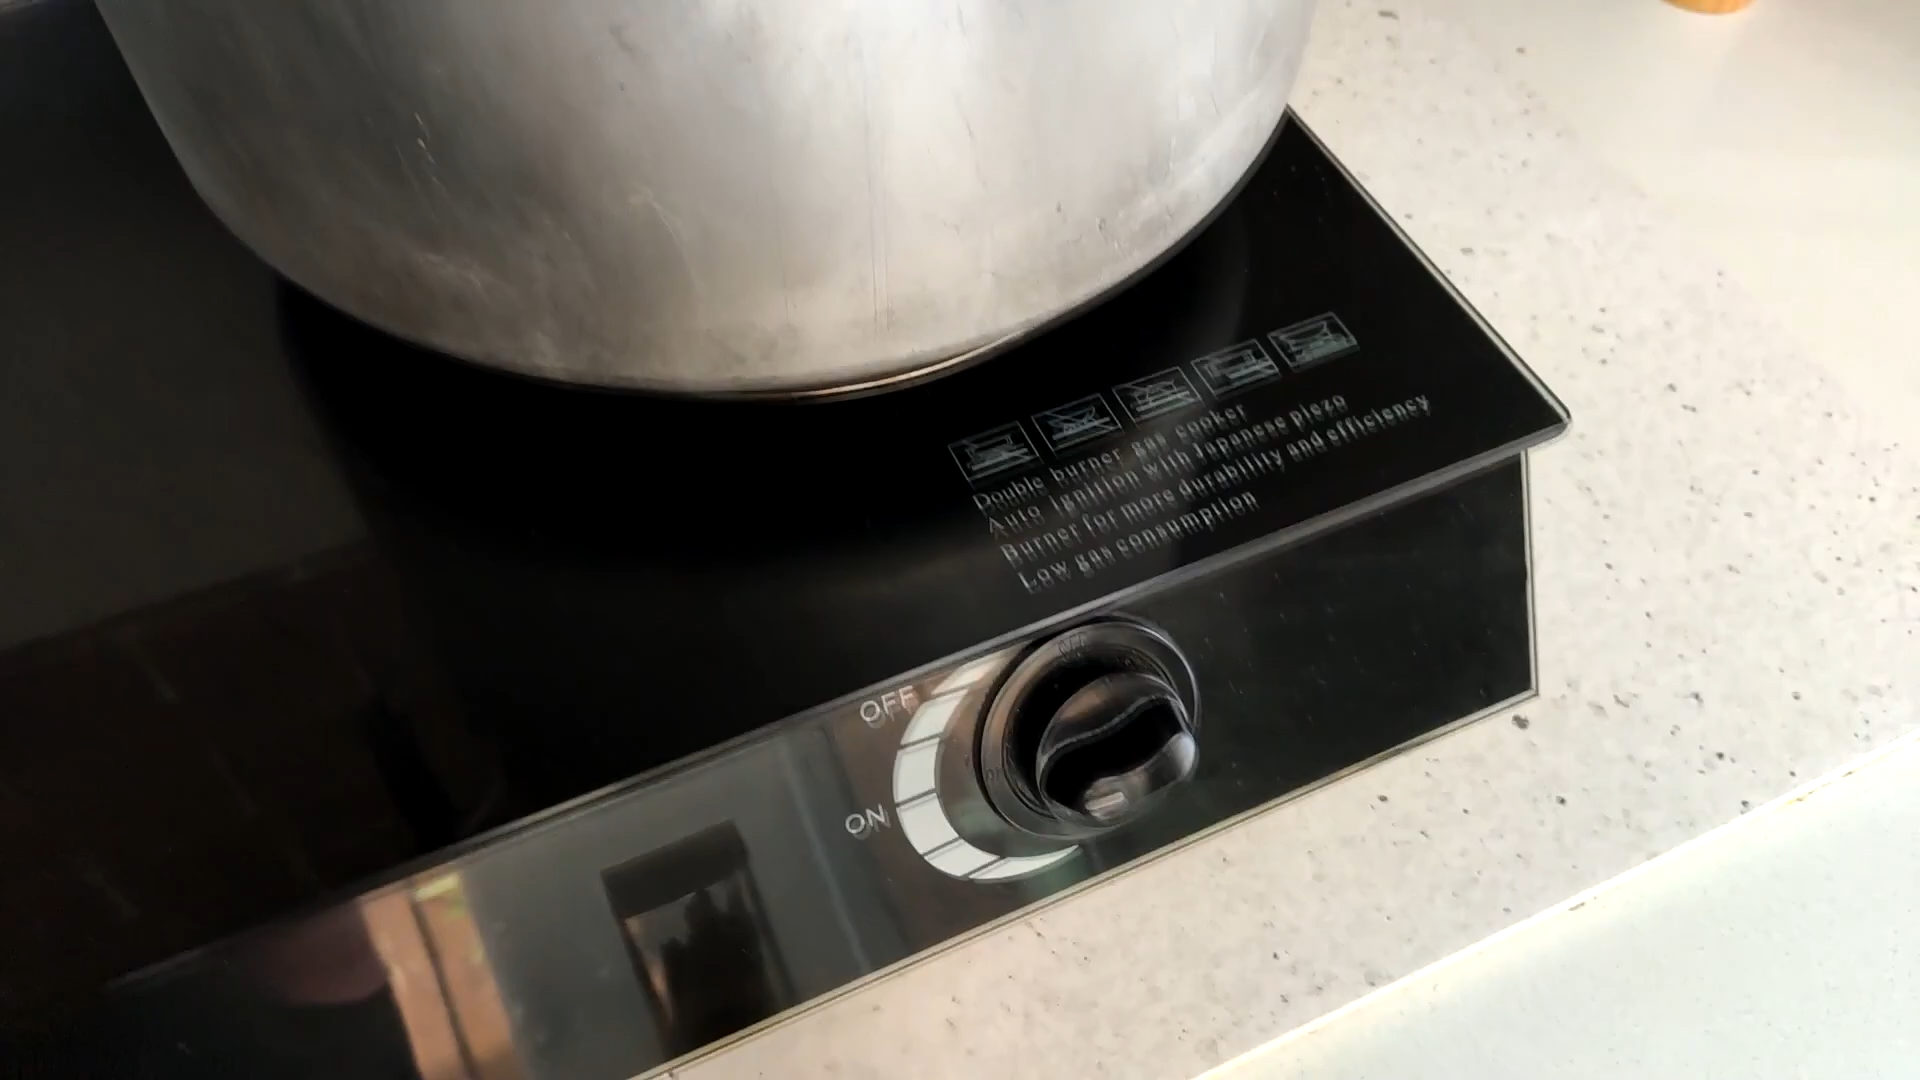 Double burner gas cooker
Auto ignition with Japanese piezo
Burner for more durability and efficiency
Low gas consumption
OFF
OFF
ON